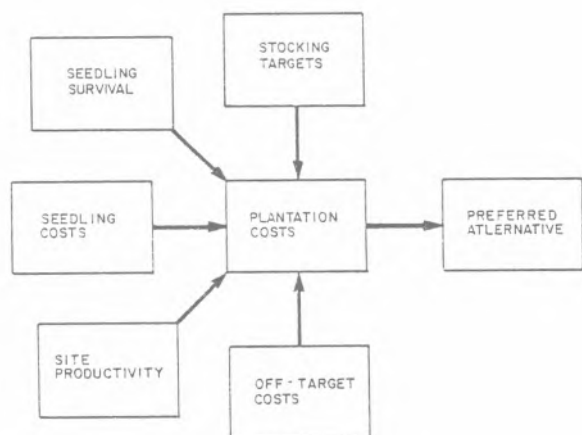 STOCKING
TARGETS
SEEDLING
SURVIVAL
SEEDLING
COSTS
PLANTATION
COSTS
PREFERRED
ATLERNATIVE
SITE
PRODUCTIVITY
OFF-TARGET
COSTS